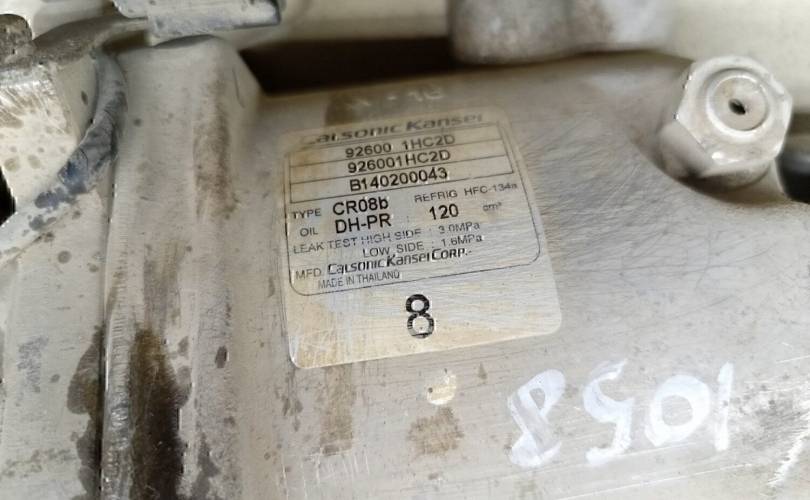 Calsonic Kansei
92600 1HC2D
926001HC2D
B140200043
TYPE CR08b REFRIG HFC-134a
OIL DH-PR : 120 cm³
LEAK TEST HIGH SIDE : 3.0MPa
LOW SIDE : 1.6MPa
MFD. Calsonic Kansei CORP.
MADE IN THAILAND
8
8501